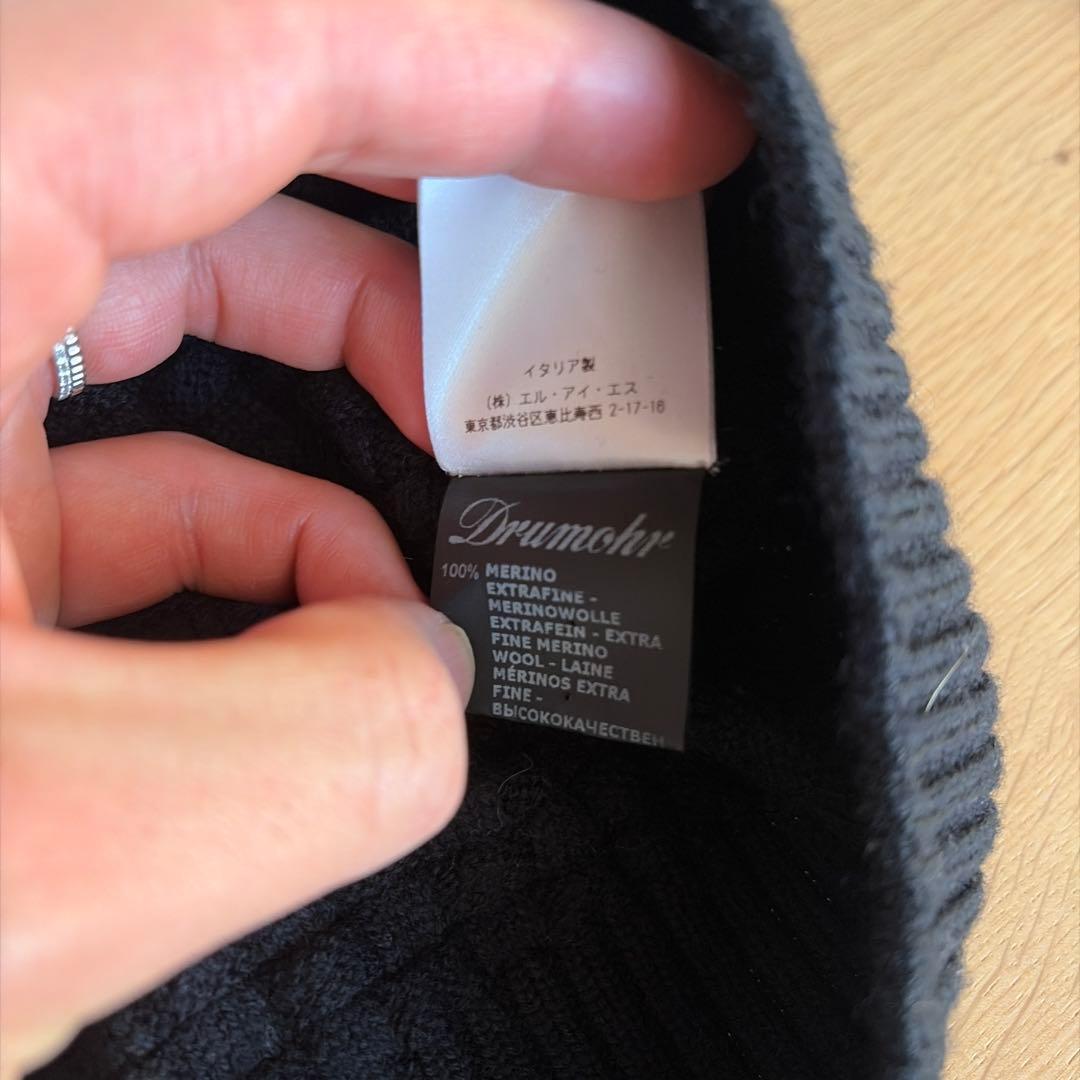 イタリア製
(株) エル・アイ・エス
東京都渋谷区恵比寿西 2-17-16
Drumohr
100% MERINO
EXTRAFINE -
MERINOWOLLE
EXTRAFEIN - EXTRA
FINE MERINO
WOOL - LAINE
MÉRINOS EXTRA
FINE -
ВЫСОКОКАЧЕСТВЕН